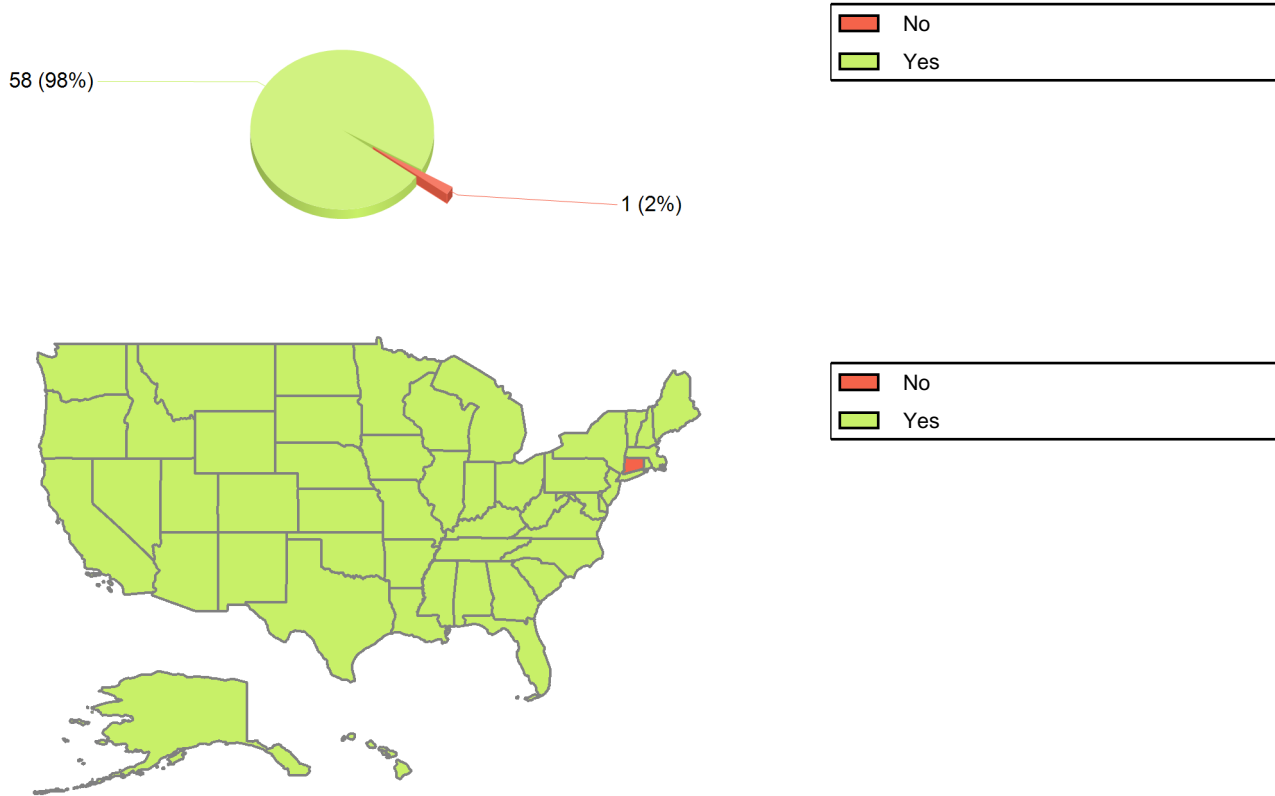 No
Yes
58 (98%)
1 (2%)
No
Yes